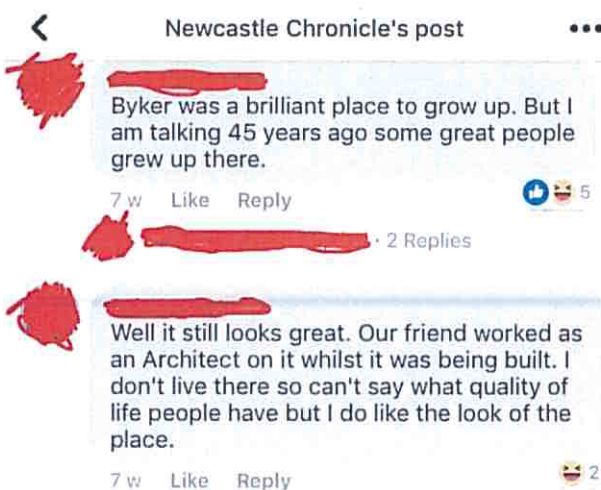 Newcastle Chronicle's post
Byker was a brilliant place to grow up. But I
am talking 45 years ago some great people
grew up there.
7 w Like Reply 5
· 2 Replies
Well it still looks great. Our friend worked as
an Architect on it whilst it was being built. I
don't live there so can't say what quality of
life people have but I do like the look of the
place.
7 w Like Reply 2